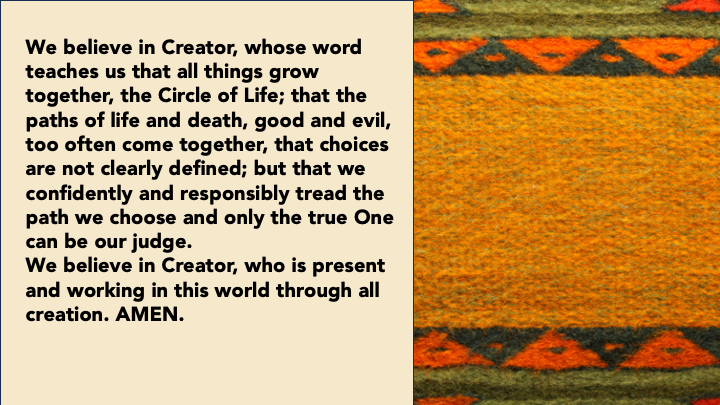 We believe in Creator, whose word
teaches us that all things grow
together, the Circle of Life; that the
paths of life and death, good and evil,
too often come together, that choices
are not clearly defined; but that we
confidently and responsibly tread the
path we choose and only the true One
can be our judge.
We believe in Creator, who is present
and working in this world through all
creation. AMEN.